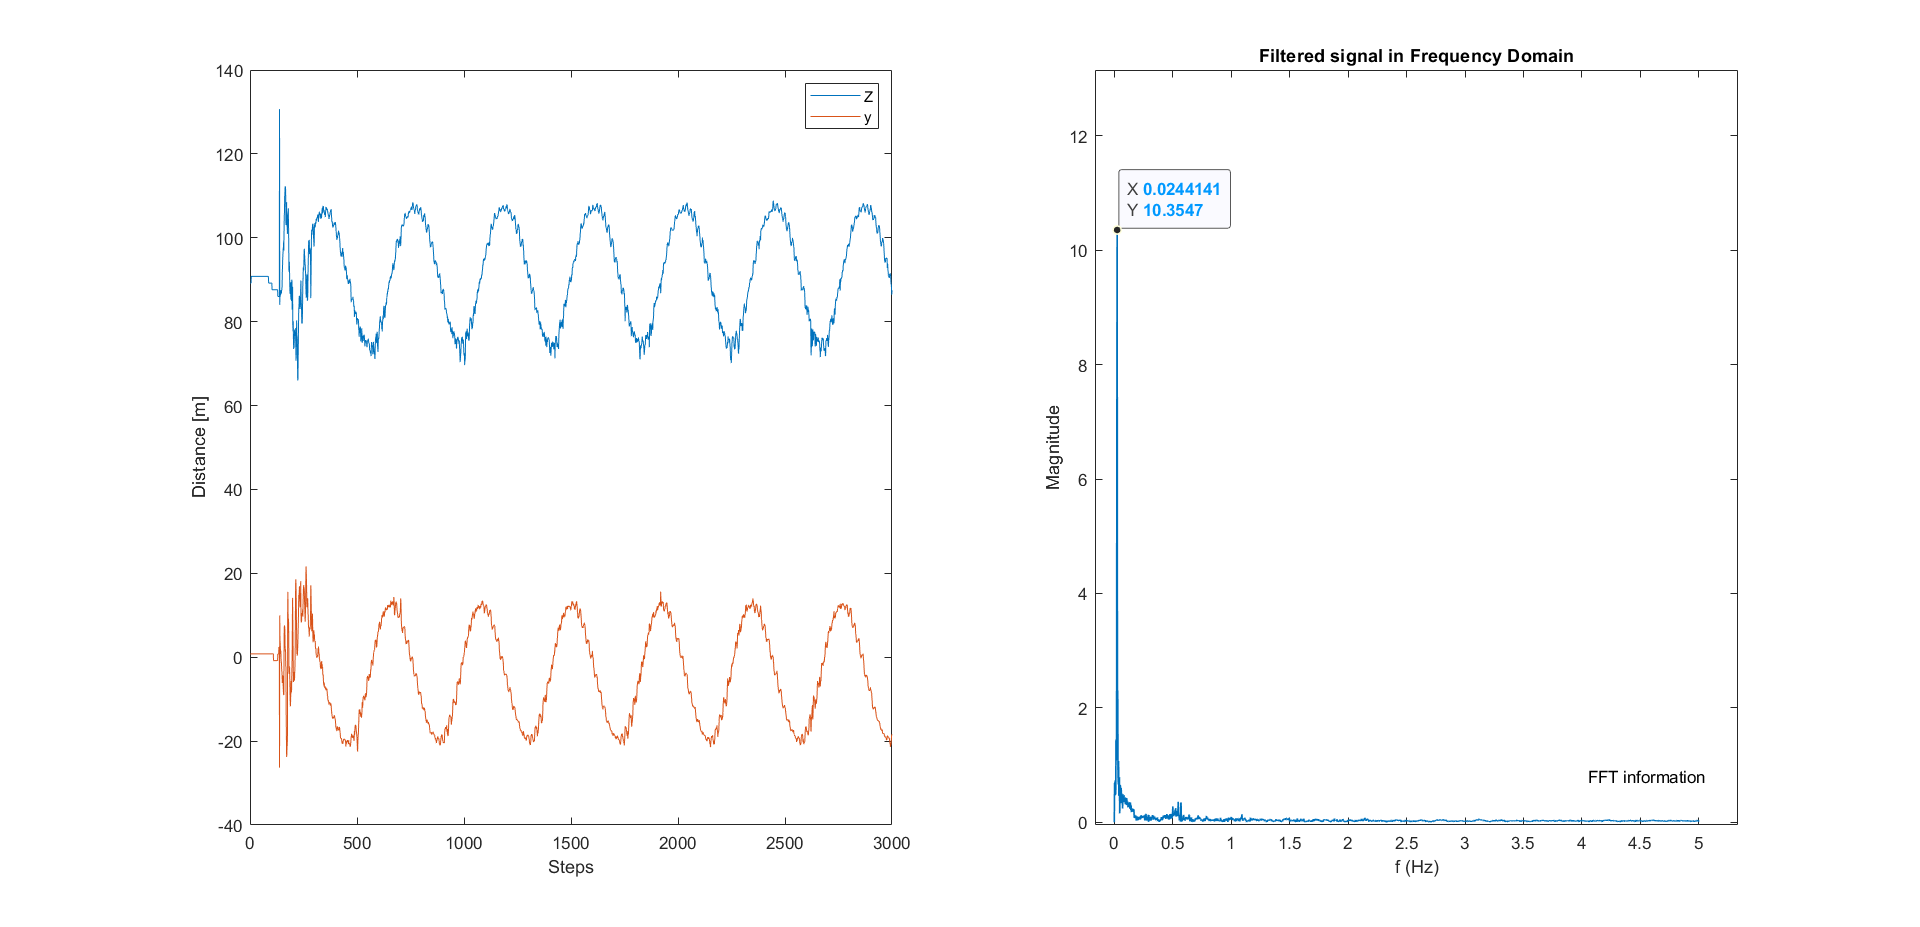 140
120
100
80
60
40
20
0
-20
-40
0 500 1000 1500 2000 2500 3000
Distance [m]
Steps
Z
y
Filtered signal in Frequency Domain
12
10
8
6
4
2
0
0 0.5 1 1.5 2 2.5 3 3.5 4 4.5 5
Magnitude
f (Hz)
X 0.0244141
Y 10.3547
FFT information